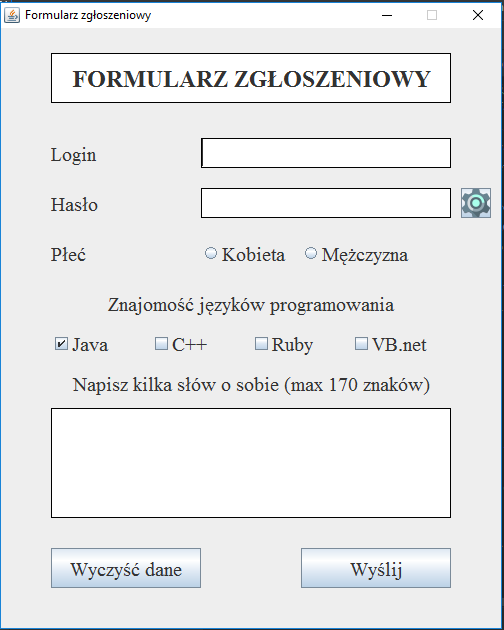 Formularz zgłoszeniowy
FORMULARZ ZGŁOSZENIOWY
Login
Hasło
Płeć Kobieta Mężczyzna
Znajomość języków programowania
Java C++ Ruby VB.net
Napisz kilka słów o sobie (max 170 znaków)
Wyczyść dane Wyślij